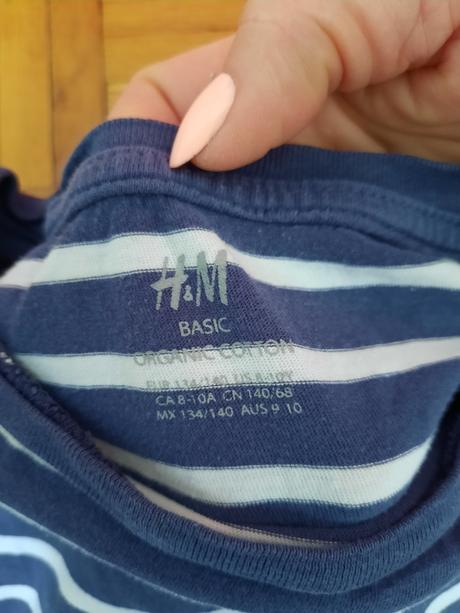 H&M
BASIC
ORGANIC COTTON
EUR 134/140 US 8-10Y
CA 8-10A CN 140/68
MX 134/140 AUS 9 10